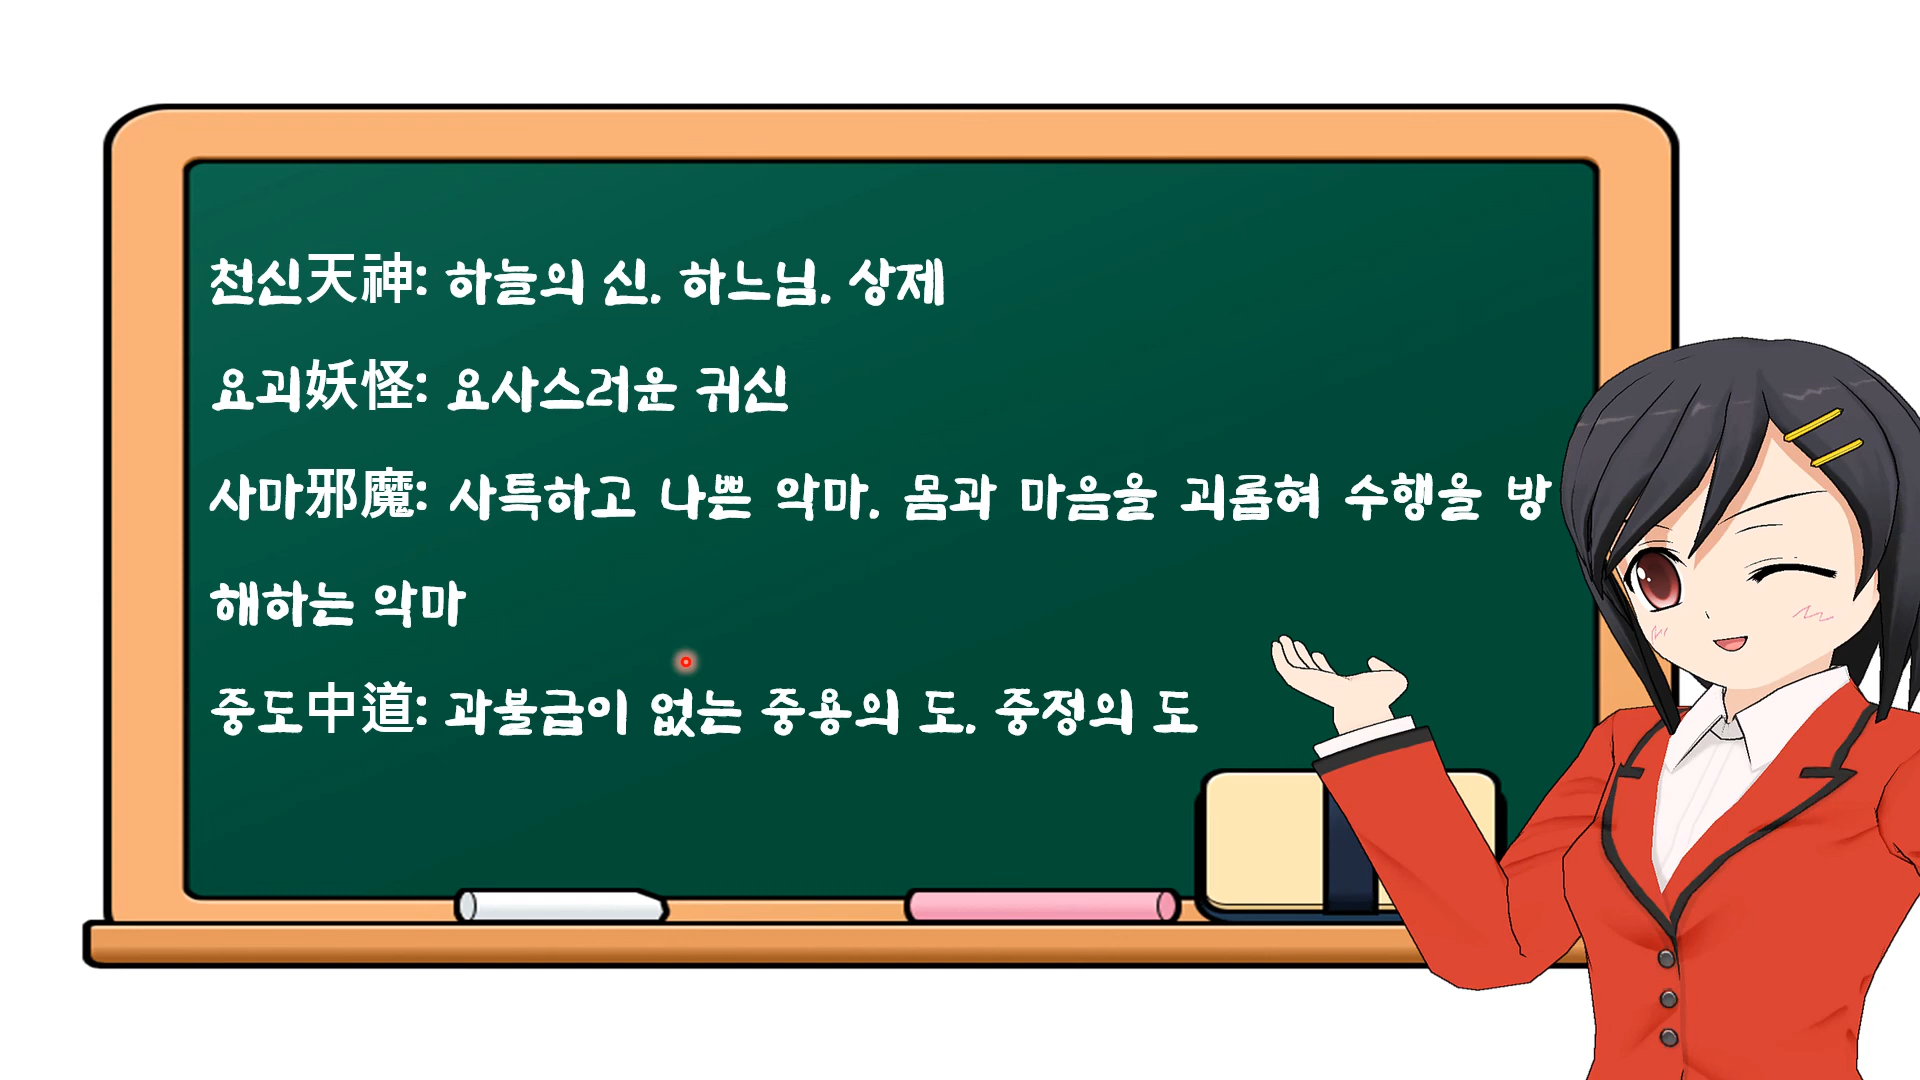 천신天神: 하늘의 신. 하느님. 상제
요괴妖怪: 요사스러운 귀신
사마邪魔: 사특하고 나쁜 악마. 몸과 마음을 괴롭혀 수행을 방
해하는 악마
중도中道: 과불급이 없는 중용의 도. 중정의 도